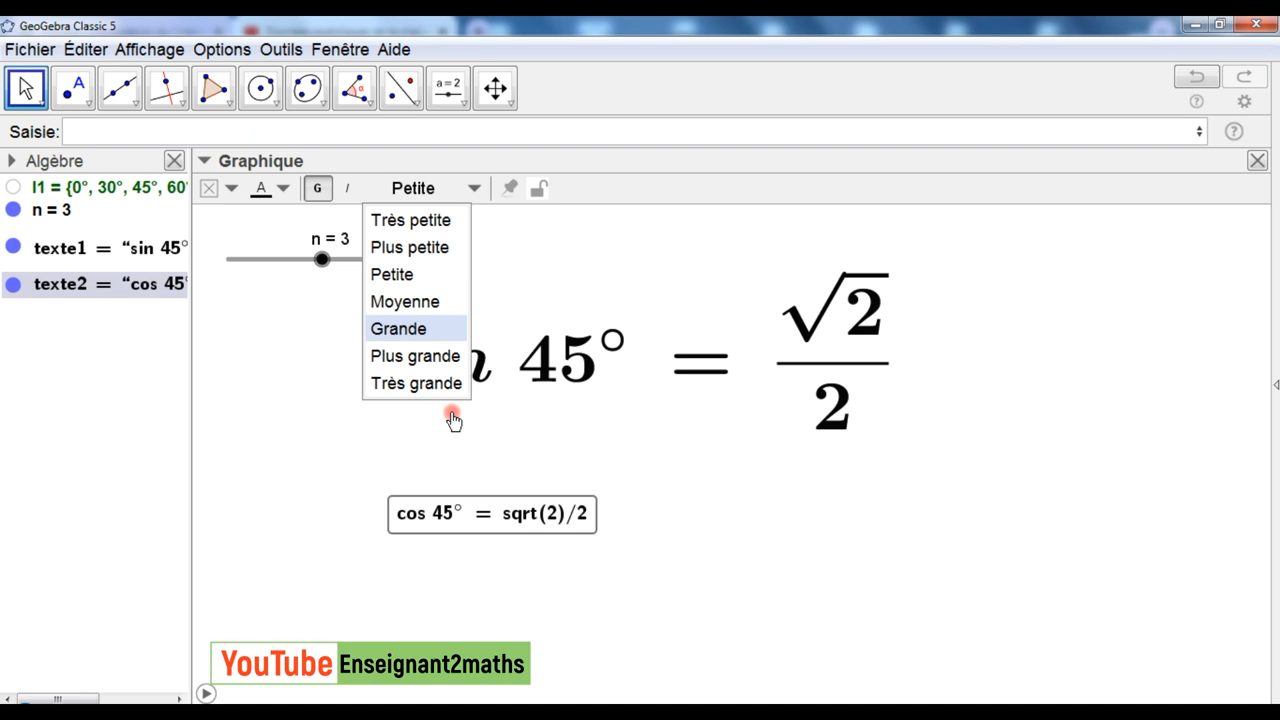 GeoGebra Classic 5
Fichier Éditer Affichage Options Outils Fenêtre Aide
A
α
a=2
Saisie:
Algèbre
Graphique
l1 = {0°, 30°, 45°, 60°
n = 3
texte1 = “sin 45°
texte2 = “cos 45°
A G I Petite
Très petite
Plus petite
Petite
Moyenne
Grande
Plus grande
Très grande
n = 3
45° = √2/2
cos 45° = sqrt(2)/2
YouTube Enseignant2maths